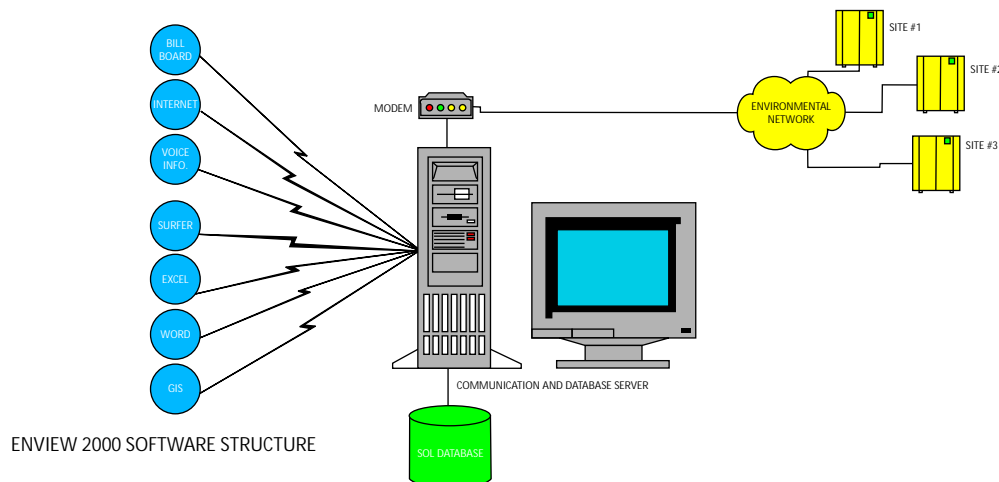 BILL
BOARD
INTERNET
VOICE
INFO.
SURFER
EXCEL
WORD
GIS
MODEM
ENVIRONMENTAL
NETWORK
SITE #1
SITE #2
SITE #3
COMMUNICATION AND DATABASE SERVER
SQL DATABASE
ENVIEW 2000 SOFTWARE STRUCTURE